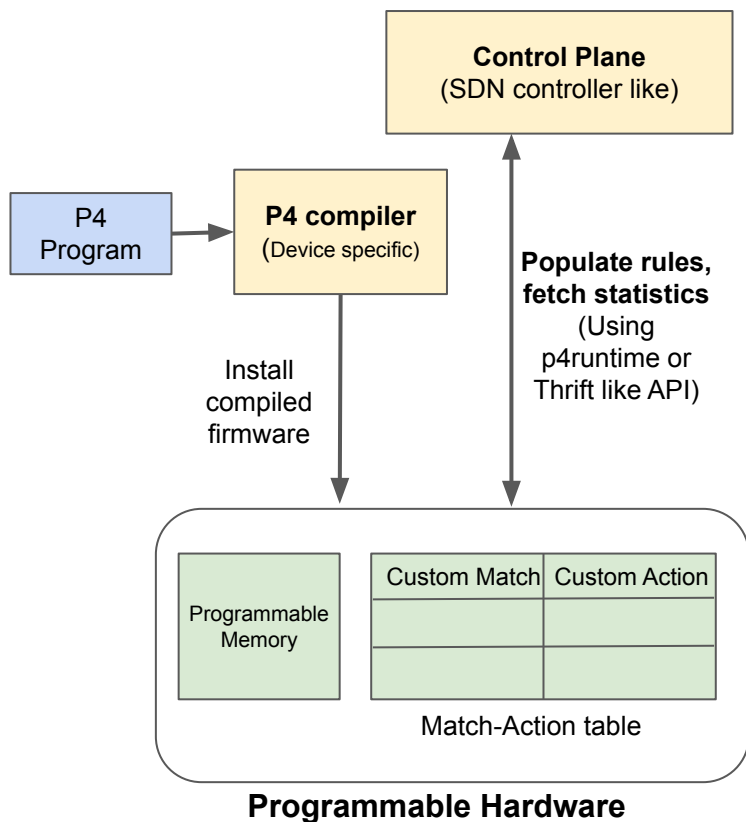 Control Plane
(SDN controller like)
P4
Program
P4 compiler
(Device specific)
Populate rules,
fetch statistics
(Using
p4runtime or
Thrift like API)
Install
compiled
firmware
Programmable
Memory
Custom Match
Custom Action
Match-Action table
Programmable Hardware